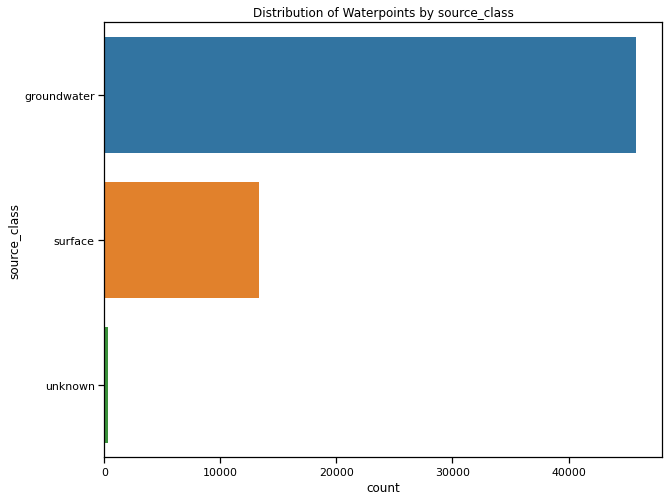 Distribution of Waterpoints by source_class
source_class
groundwater
surface
unknown
0 10000 20000 30000 40000
count